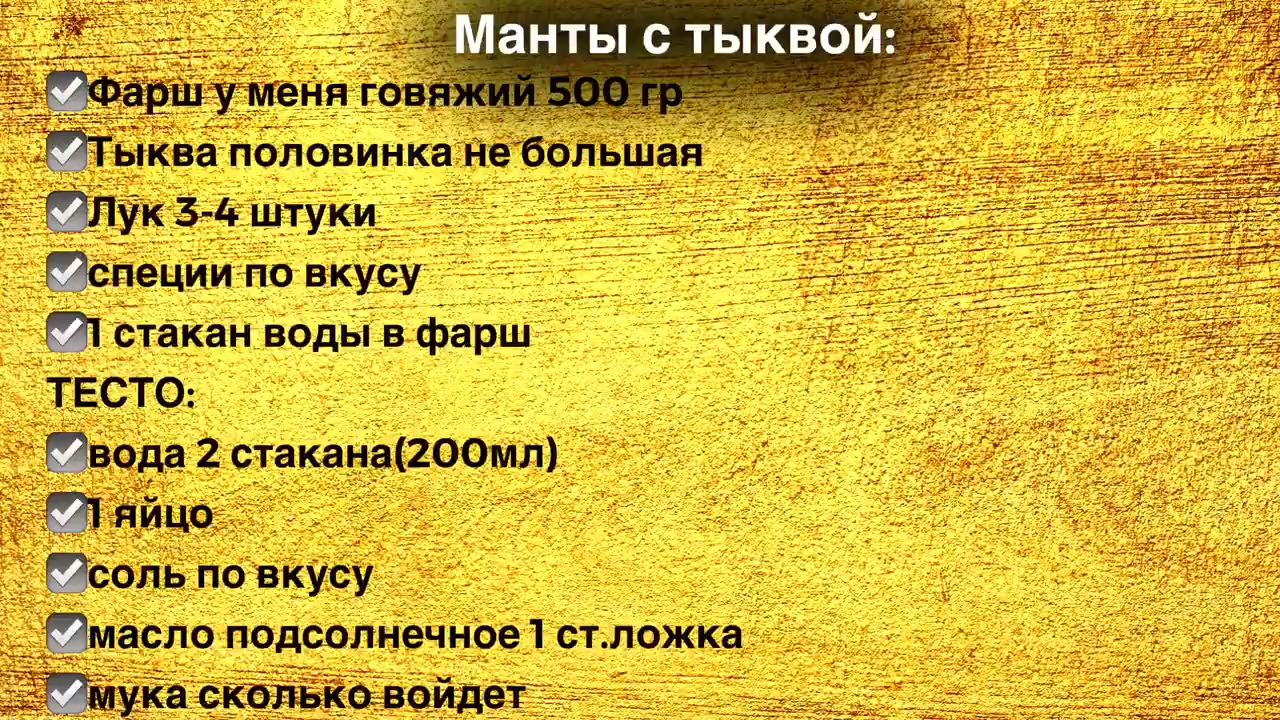 Манты с тыквой:
✅Фарш у меня говяжий 500 гр
✅Тыква половинка не большая
✅Лук 3-4 штуки
✅специи по вкусу
✅1 стакан воды в фарш
ТЕСТО:
✅вода 2 стакана(200мл)
✅1 яйцо
✅соль по вкусу
✅масло подсолнечное 1 ст.ложка
✅мука сколько войдет